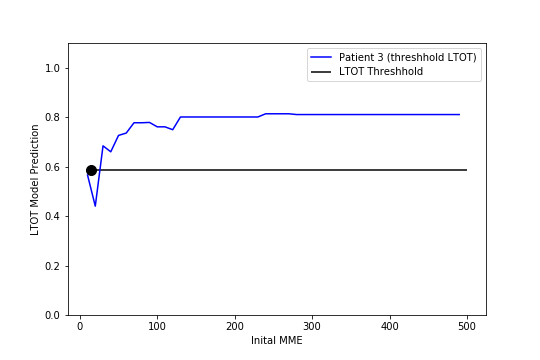 Patient 3 (threshhold LTOT)
LTOT Threshhold
LTOT Model Prediction
1.0
0.8
0.6
0.4
0.2
0.0
0 100 200 300 400 500
Inital MME